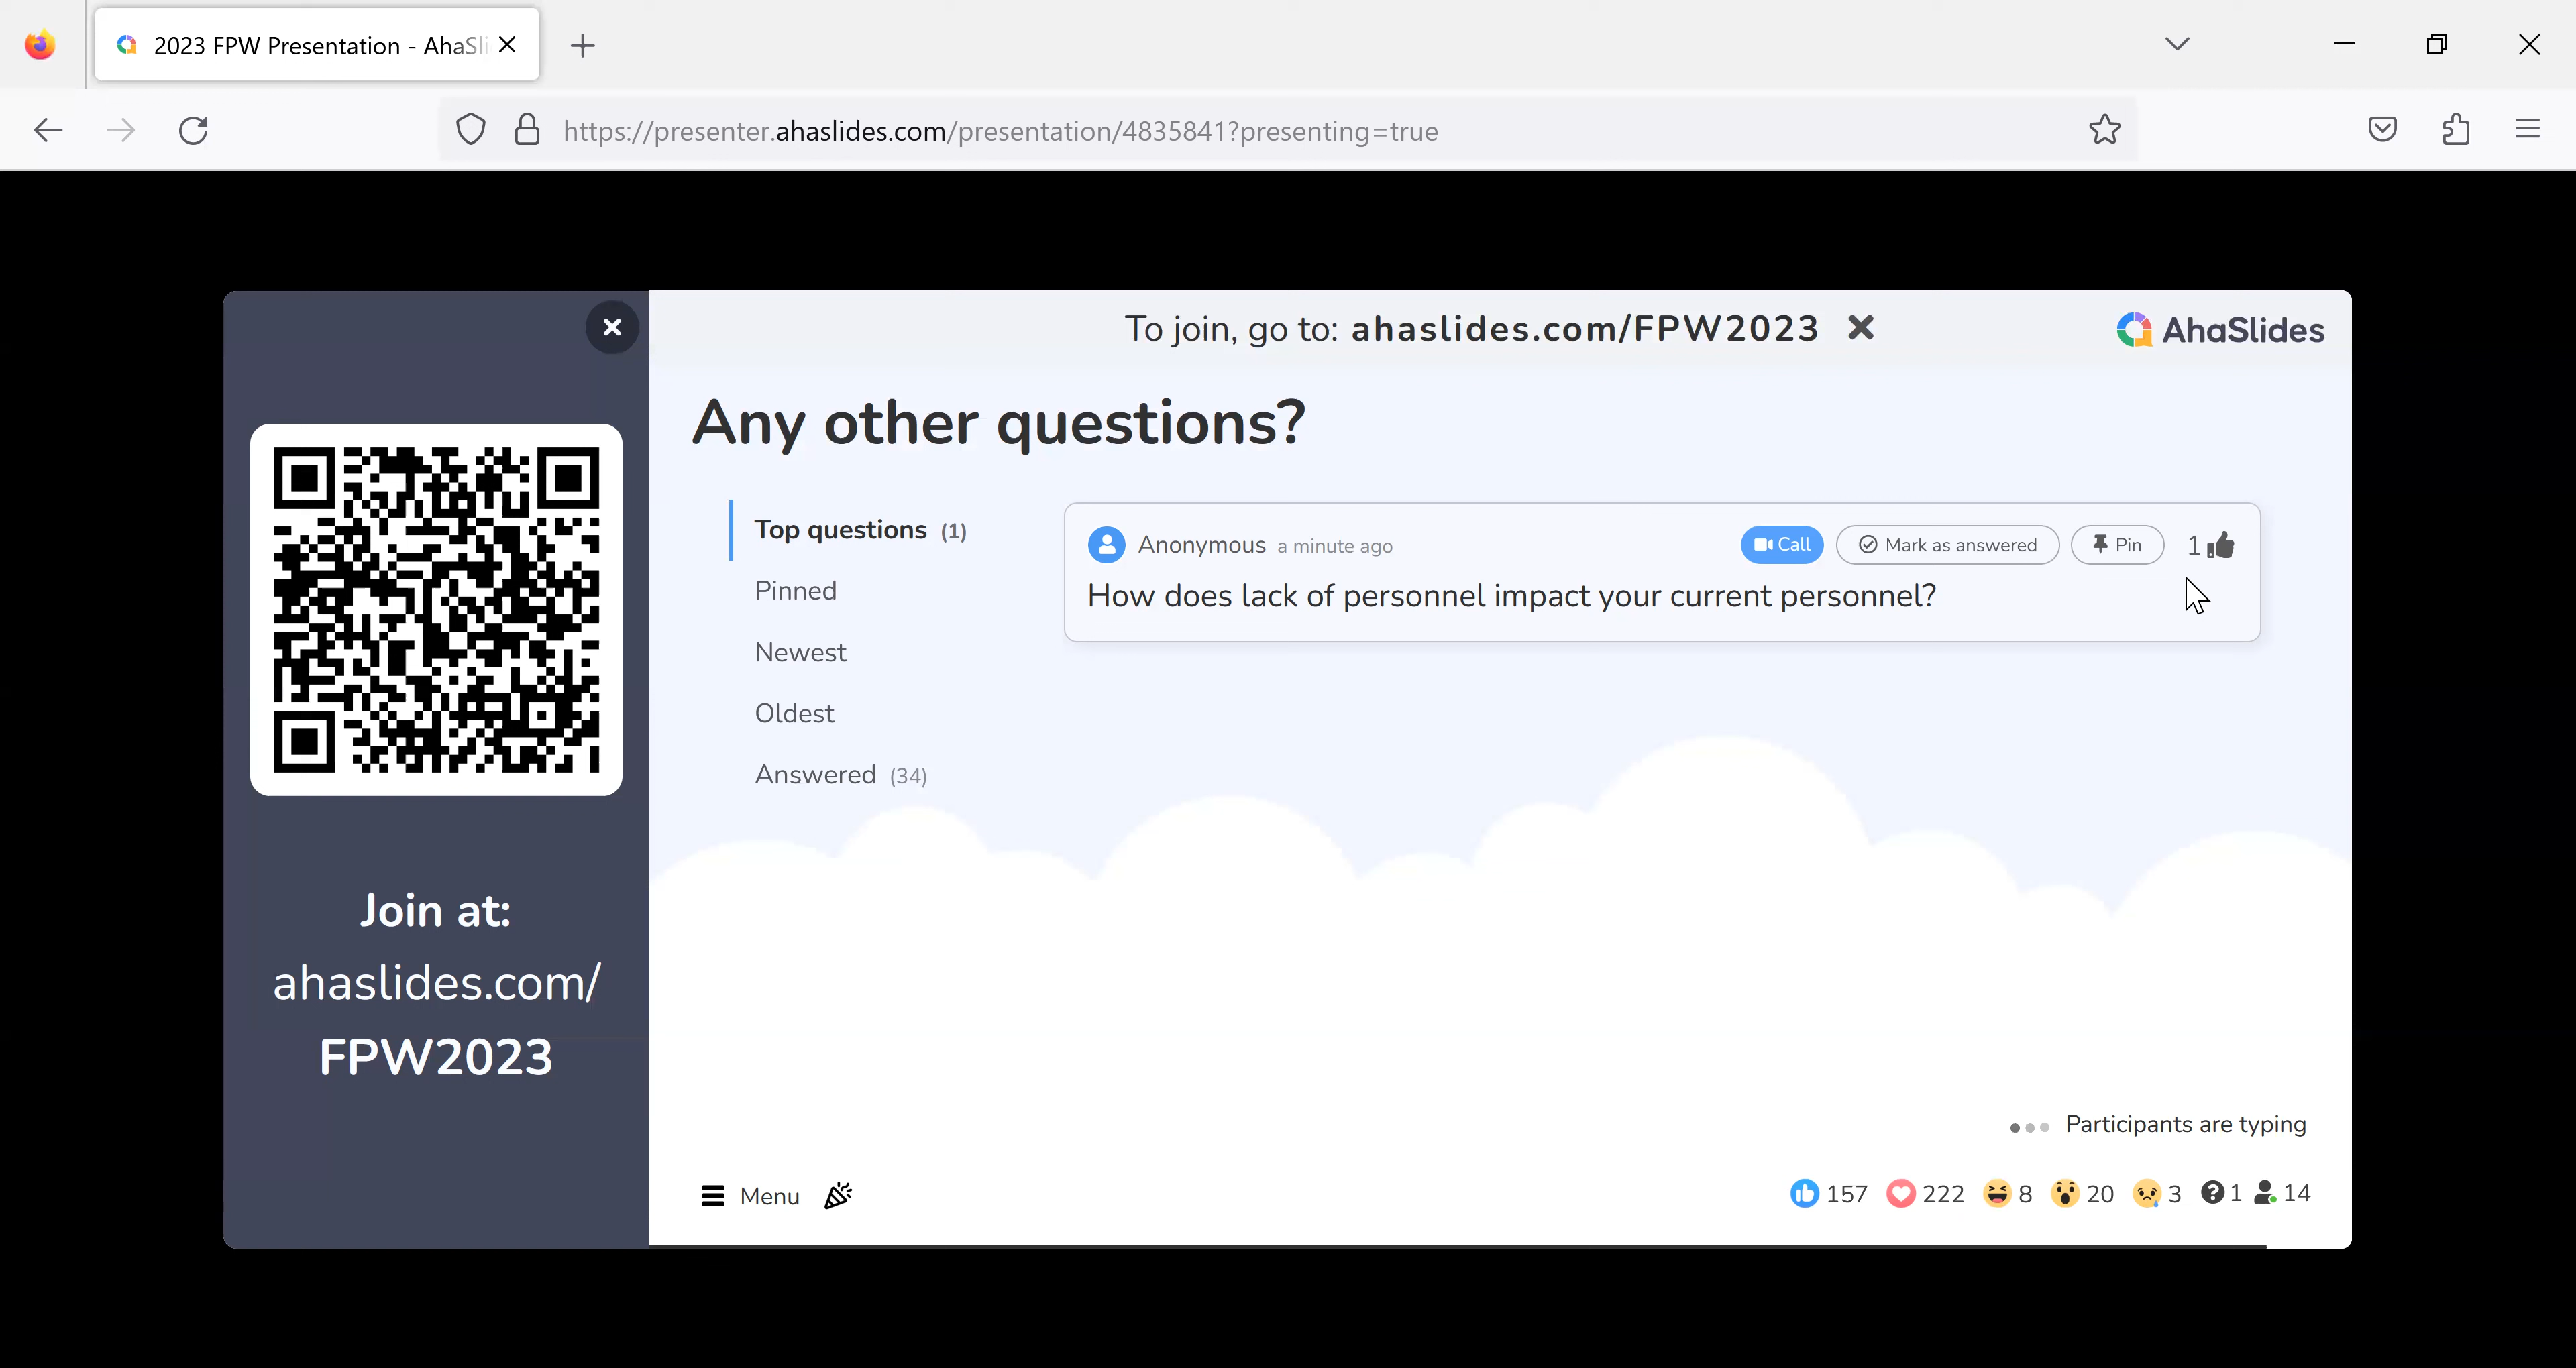 2023 FPW Presentation - AhaSli
https://presenter.ahaslides.com/presentation/4835841?presenting=true
To join, go to: ahaslides.com/FPW2023
AhaSlides
Any other questions?
Top questions (1)
Pinned
Newest
Oldest
Answered (34)
Anonymous a minute ago
Call
Mark as answered
Pin
1
How does lack of personnel impact your current personnel?
Join at:
ahaslides.com/
FPW2023
Participants are typing
Menu
157 222 8 20 3 1 14